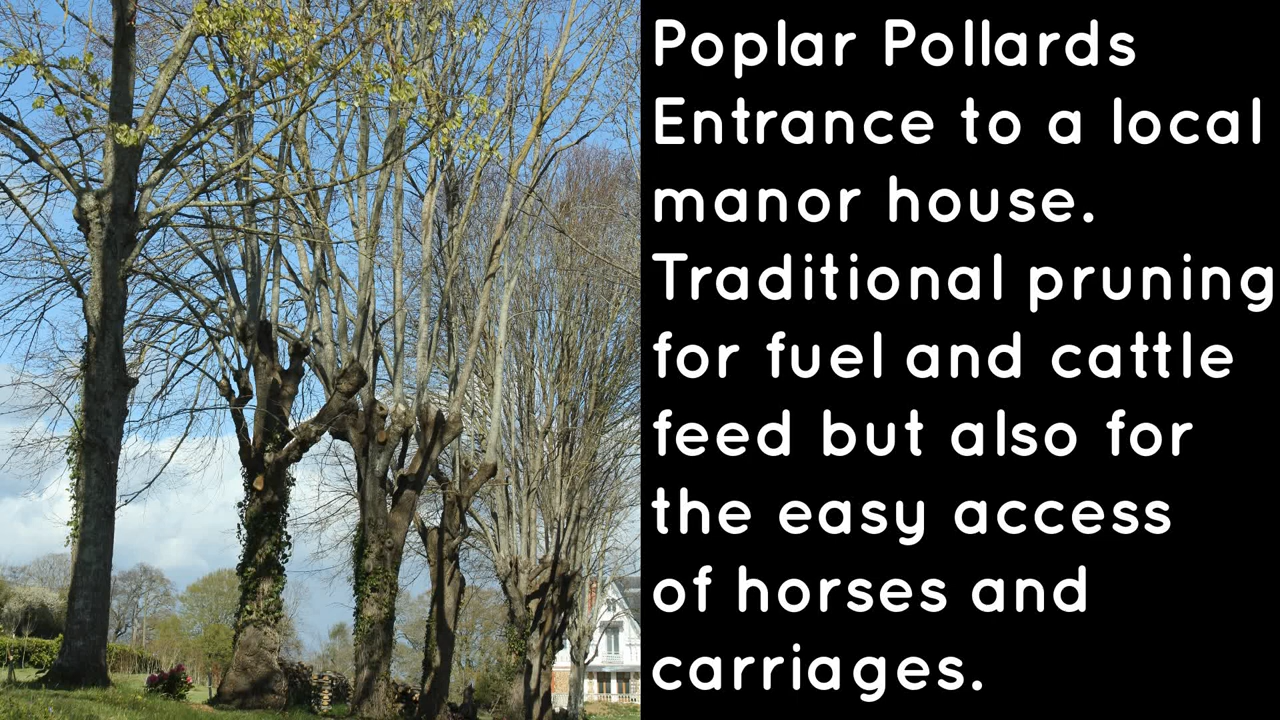 Poplar Pollards
Entrance to a local
manor house.
Traditional pruning
for fuel and cattle
feed but also for
the easy access
of horses and
carriages.